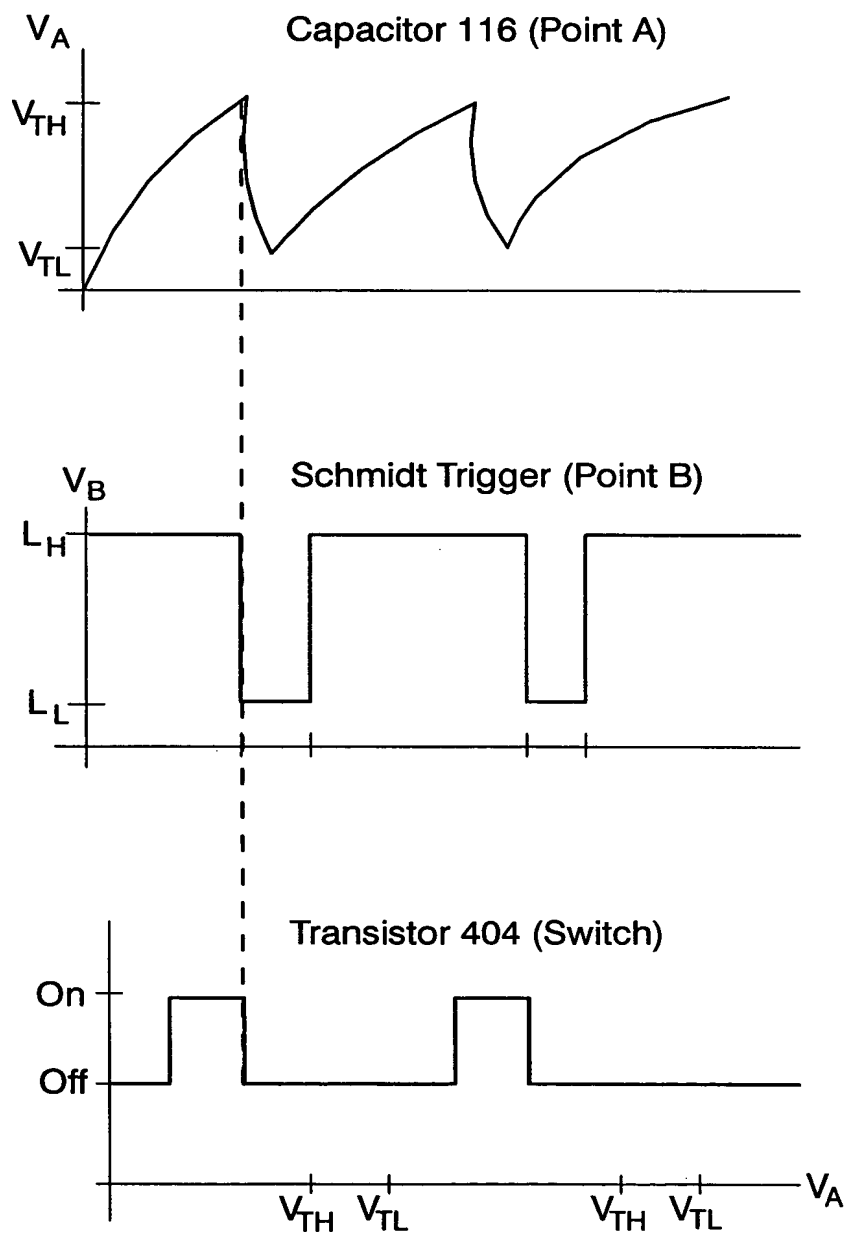 V_A
Capacitor 116 (Point A)
V_TH
V_TL
V_B
Schmidt Trigger (Point B)
L_H
L_L
Transistor 404 (Switch)
On
Off
V_TH V_TL V_TH V_TL V_A